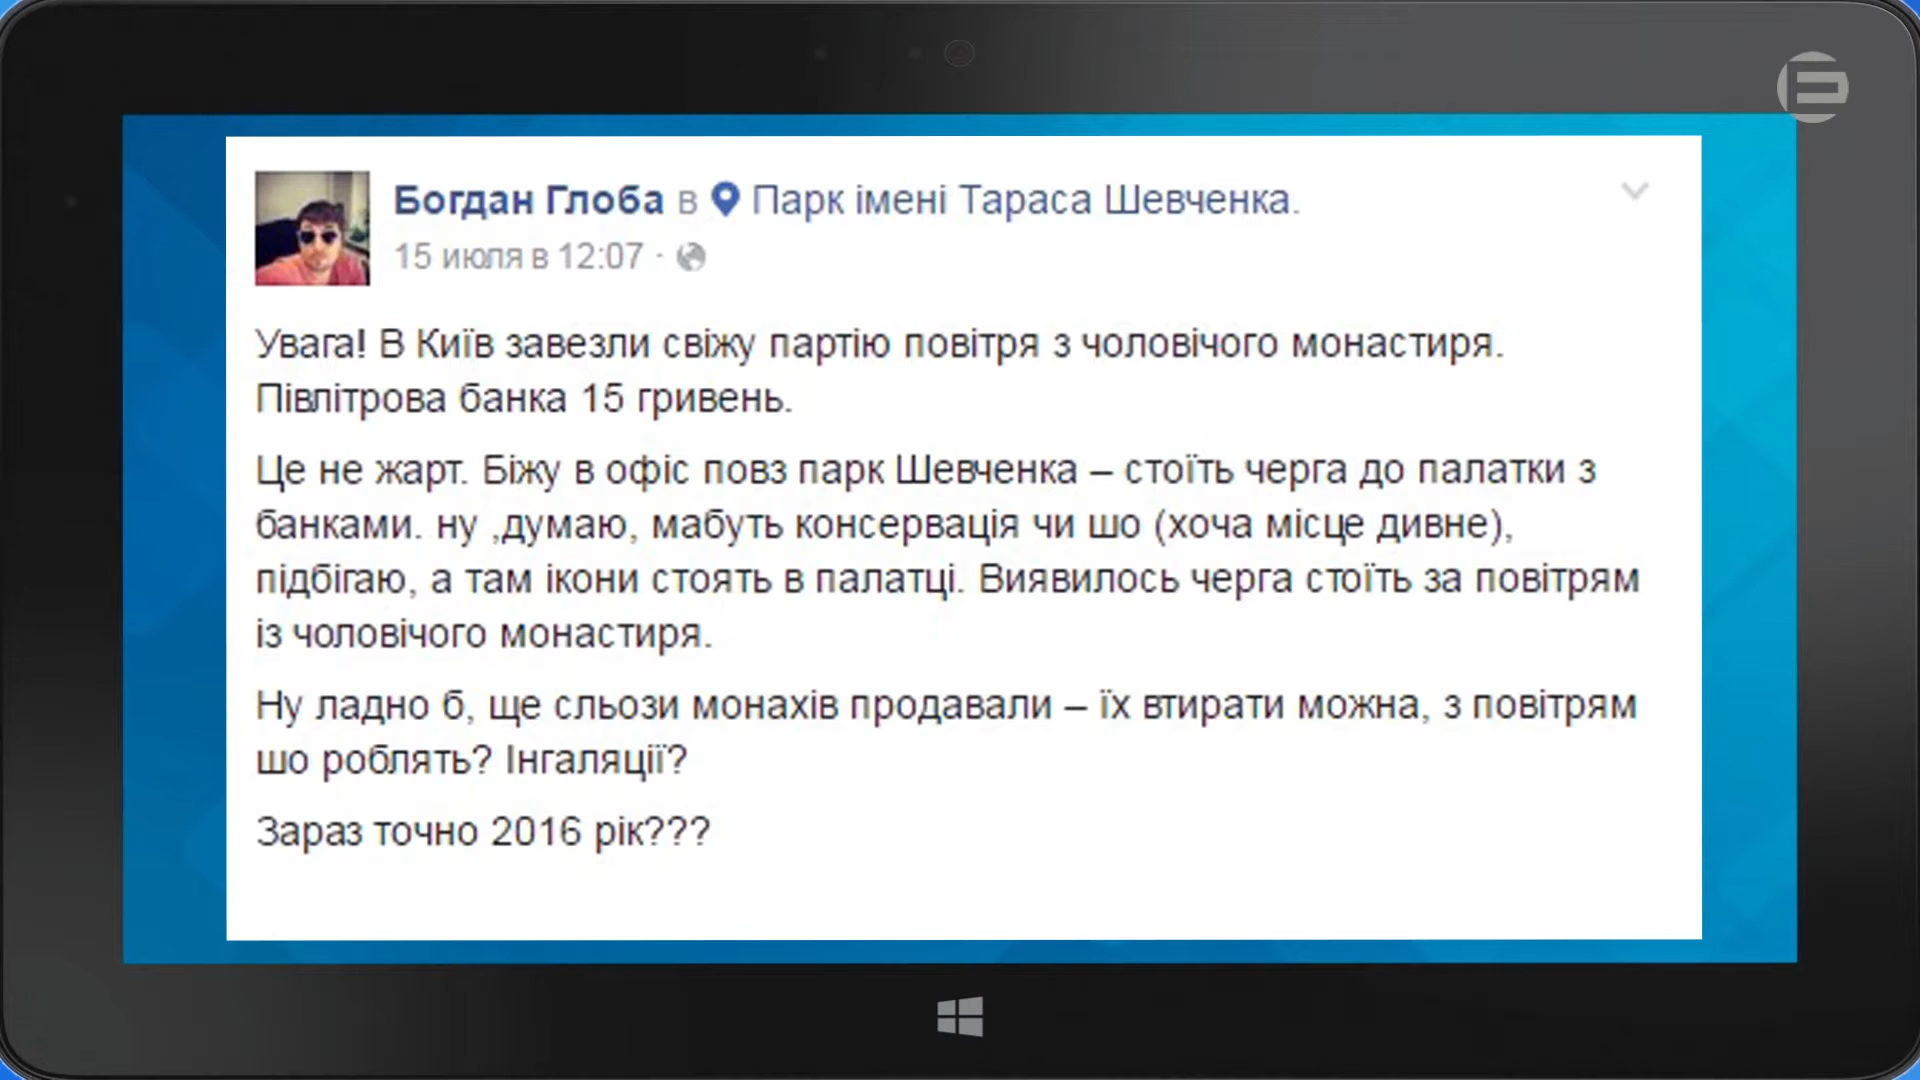 Богдан Глоба в Парк імені Тараса Шевченка.
15 июля в 12:07 ·
Увага! В Київ завезли свіжу партію повітря з чоловічого монастиря.
Півлітрова банка 15 гривень.
Це не жарт. Біжу в офіс повз парк Шевченка – стоїть черга до палатки з
банками. ну ,думаю, мабуть консервація чи шо (хоча місце дивне),
підбігаю, а там ікони стоять в палатці. Виявилось черга стоїть за повітрям
із чоловічого монастиря.
Ну ладно б, ще сльози монахів продавали – їх втирати можна, з повітрям
шо роблять? Інгаляції?
Зараз точно 2016 рік???